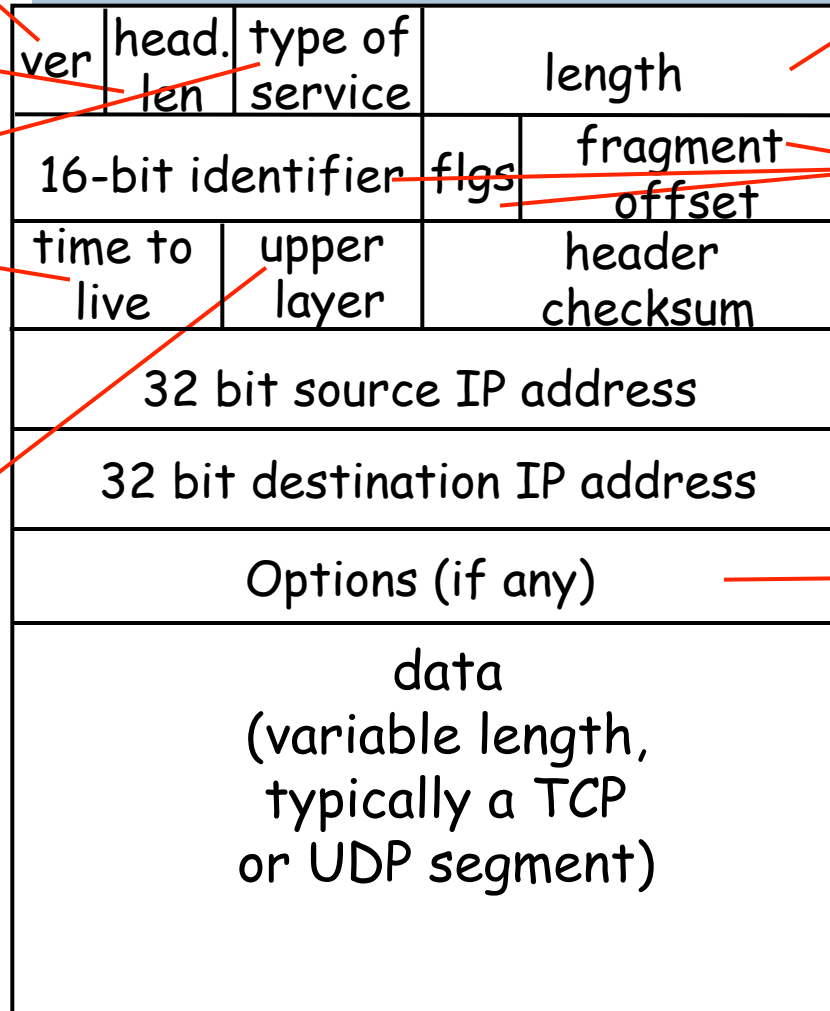 ver
head.
len
type of
service
length
16-bit identifier
flgs
fragment
offset
time to
live
upper
layer
header
checksum
32 bit source IP address
32 bit destination IP address
Options (if any)
data
(variable length,
typically a TCP
or UDP segment)